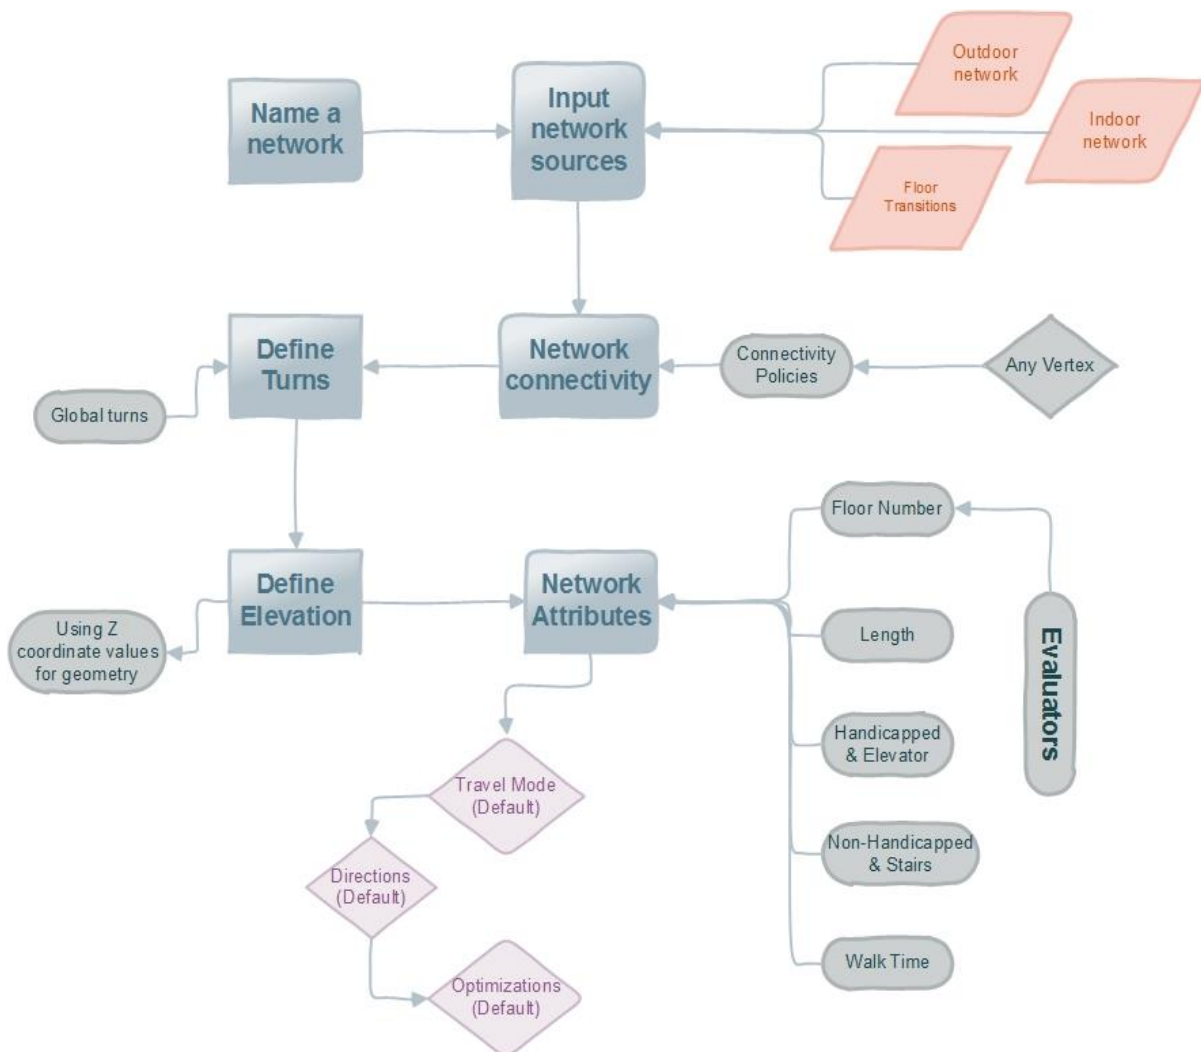 Name a
network
Input
network
sources
Outdoor
network
Indoor
network
Floor
Transitions
Define
Turns
Network
connectivity
Connectivity
Policies
Any Vertex
Global turns
Floor Number
Define
Elevation
Network
Attributes
Using Z
coordinate values
for geometry
Length
Evaluators
Handicapped
& Elevator
Travel Mode
(Default)
Non-Handicapped
& Stairs
Directions
(Default)
Walk Time
Optimizations
(Default)